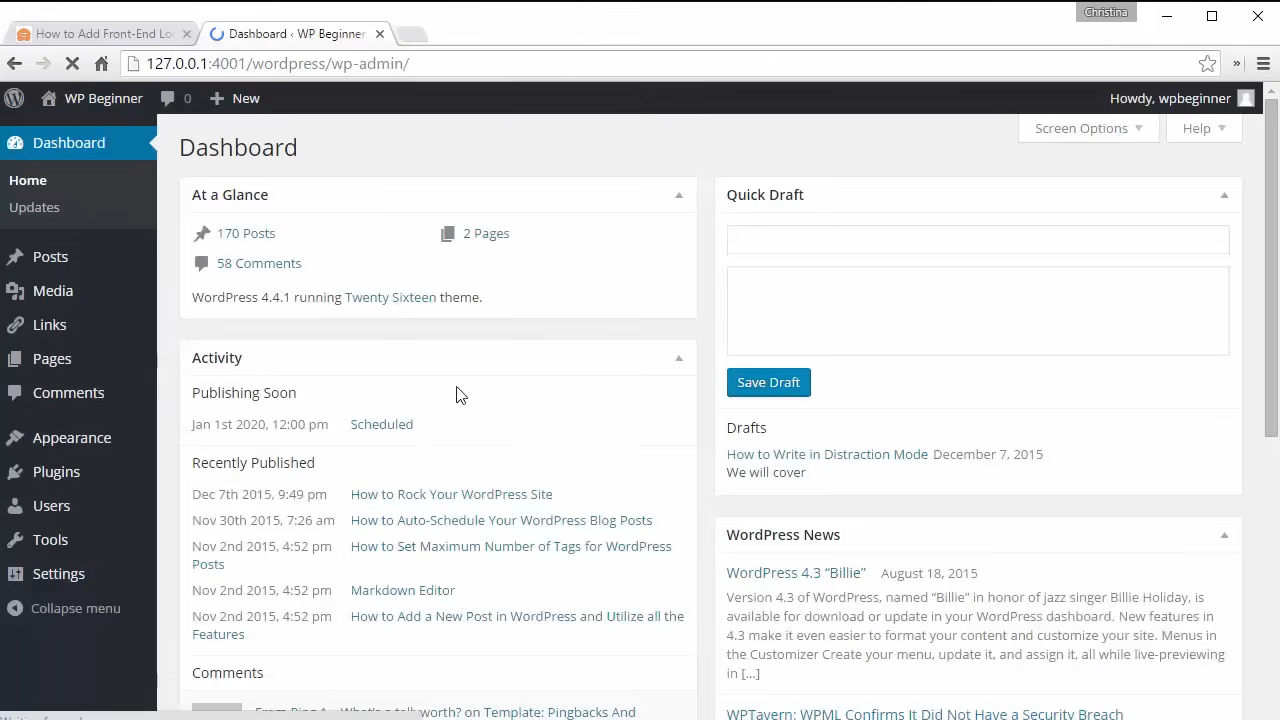 Christina
How to Add Front-End Lo
Dashboard ‹ WP Beginner
127.0.0.1:4001/wordpress/wp-admin/
WP Beginner 0 New
Howdy, wpbeginner
Dashboard
Home
Updates
Posts
Media
Links
Pages
Comments
Appearance
Plugins
Users
Tools
Settings
Collapse menu
Screen Options
Help
Dashboard
At a Glance
170 Posts
2 Pages
58 Comments
WordPress 4.4.1 running Twenty Sixteen theme.
Activity
Publishing Soon
Jan 1st 2020, 12:00 pm Scheduled
Recently Published
Dec 7th 2015, 9:49 pm How to Rock Your WordPress Site
Nov 30th 2015, 7:26 am How to Auto-Schedule Your WordPress Blog Posts
Nov 2nd 2015, 4:52 pm How to Set Maximum Number of Tags for WordPress
Posts
Nov 2nd 2015, 4:52 pm Markdown Editor
Nov 2nd 2015, 4:52 pm How to Add a New Post in WordPress and Utilize all the
Features
Comments
on Template: Pingbacks And
Quick Draft
Save Draft
Drafts
How to Write in Distraction Mode December 7, 2015
We will cover
WordPress News
WordPress 4.3 “Billie” August 18, 2015
Version 4.3 of WordPress, named “Billie” in honor of jazz singer Billie Holiday, is
available for download or update in your WordPress dashboard. New features in
4.3 make it even easier to format your content and customize your site. Menus in
the Customizer Create your menu, update it, and assign it, all while live-previewing
in […]
WPTavern: WPML Confirms It Did Not Have a Security Breach